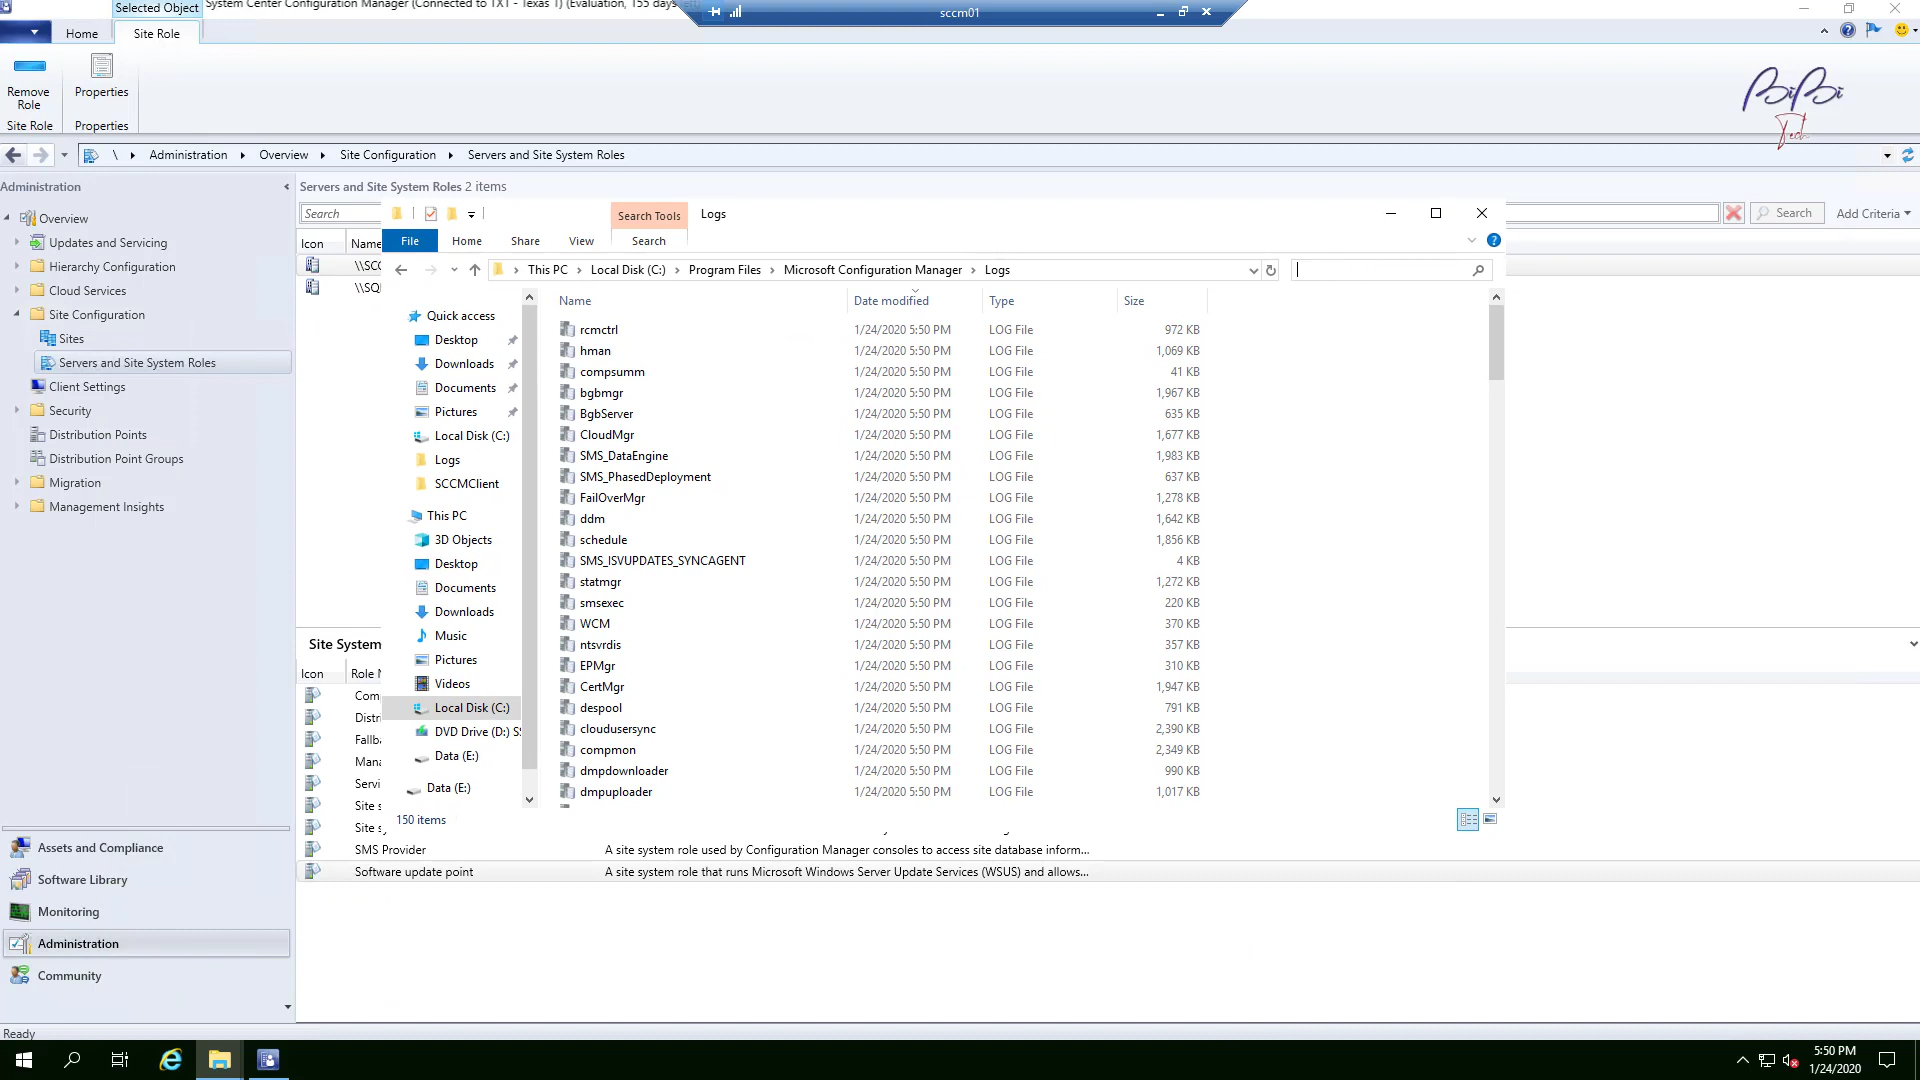 Selected Object System Center Configuration Manager (Connected to TXT - Texas 1) (Evaluation, 155 days
sccm01
Home Site Role
Remove Role Properties
Site Role Properties
BiBi
Tech
\ Administration Overview Site Configuration Servers and Site System Roles
Administration
Overview
Updates and Servicing
Hierarchy Configuration
Cloud Services
Site Configuration
Sites
Servers and Site System Roles
Client Settings
Security
Distribution Points
Distribution Point Groups
Migration
Management Insights
Assets and Compliance
Software Library
Monitoring
Administration
Community
Ready
Servers and Site System Roles 2 items
Search
Search Add Criteria
Icon Name
\\SC
\\SQ
Site System
Icon Role N
Com
Distri
Fallba
Mana
Servi
Site s
Site s
SMS Provider A site system role used by Configuration Manager consoles to access site database inform...
Software update point A site system role that runs Microsoft Windows Server Update Services (WSUS) and allows...
Search Tools Logs
File Home Share View Search
This PC Local Disk (C:) Program Files Microsoft Configuration Manager Logs
Quick access
Desktop
Downloads
Documents
Pictures
Local Disk (C:)
Logs
SCCMClient
This PC
3D Objects
Desktop
Documents
Downloads
Music
Pictures
Videos
Local Disk (C:)
DVD Drive (D:) S
Data (E:)
Data (E:)
Name Date modified Type Size
rcmctrl 1/24/2020 5:50 PM LOG File 972 KB
hman 1/24/2020 5:50 PM LOG File 1,069 KB
compsumm 1/24/2020 5:50 PM LOG File 41 KB
bgbmgr 1/24/2020 5:50 PM LOG File 1,967 KB
BgbServer 1/24/2020 5:50 PM LOG File 635 KB
CloudMgr 1/24/2020 5:50 PM LOG File 1,677 KB
SMS_DataEngine 1/24/2020 5:50 PM LOG File 1,983 KB
SMS_PhasedDeployment 1/24/2020 5:50 PM LOG File 637 KB
FailOverMgr 1/24/2020 5:50 PM LOG File 1,278 KB
ddm 1/24/2020 5:50 PM LOG File 1,642 KB
schedule 1/24/2020 5:50 PM LOG File 1,856 KB
SMS_ISVUPDATES_SYNCAGENT 1/24/2020 5:50 PM LOG File 4 KB
statmgr 1/24/2020 5:50 PM LOG File 1,272 KB
smsexec 1/24/2020 5:50 PM LOG File 220 KB
WCM 1/24/2020 5:50 PM LOG File 370 KB
ntsvrdis 1/24/2020 5:50 PM LOG File 357 KB
EPMgr 1/24/2020 5:50 PM LOG File 310 KB
CertMgr 1/24/2020 5:50 PM LOG File 1,947 KB
despool 1/24/2020 5:50 PM LOG File 791 KB
cloudusersync 1/24/2020 5:50 PM LOG File 2,390 KB
compmon 1/24/2020 5:50 PM LOG File 2,349 KB
dmpdownloader 1/24/2020 5:50 PM LOG File 990 KB
dmpuploader 1/24/2020 5:50 PM LOG File 1,017 KB
150 items
5:50 PM
1/24/2020